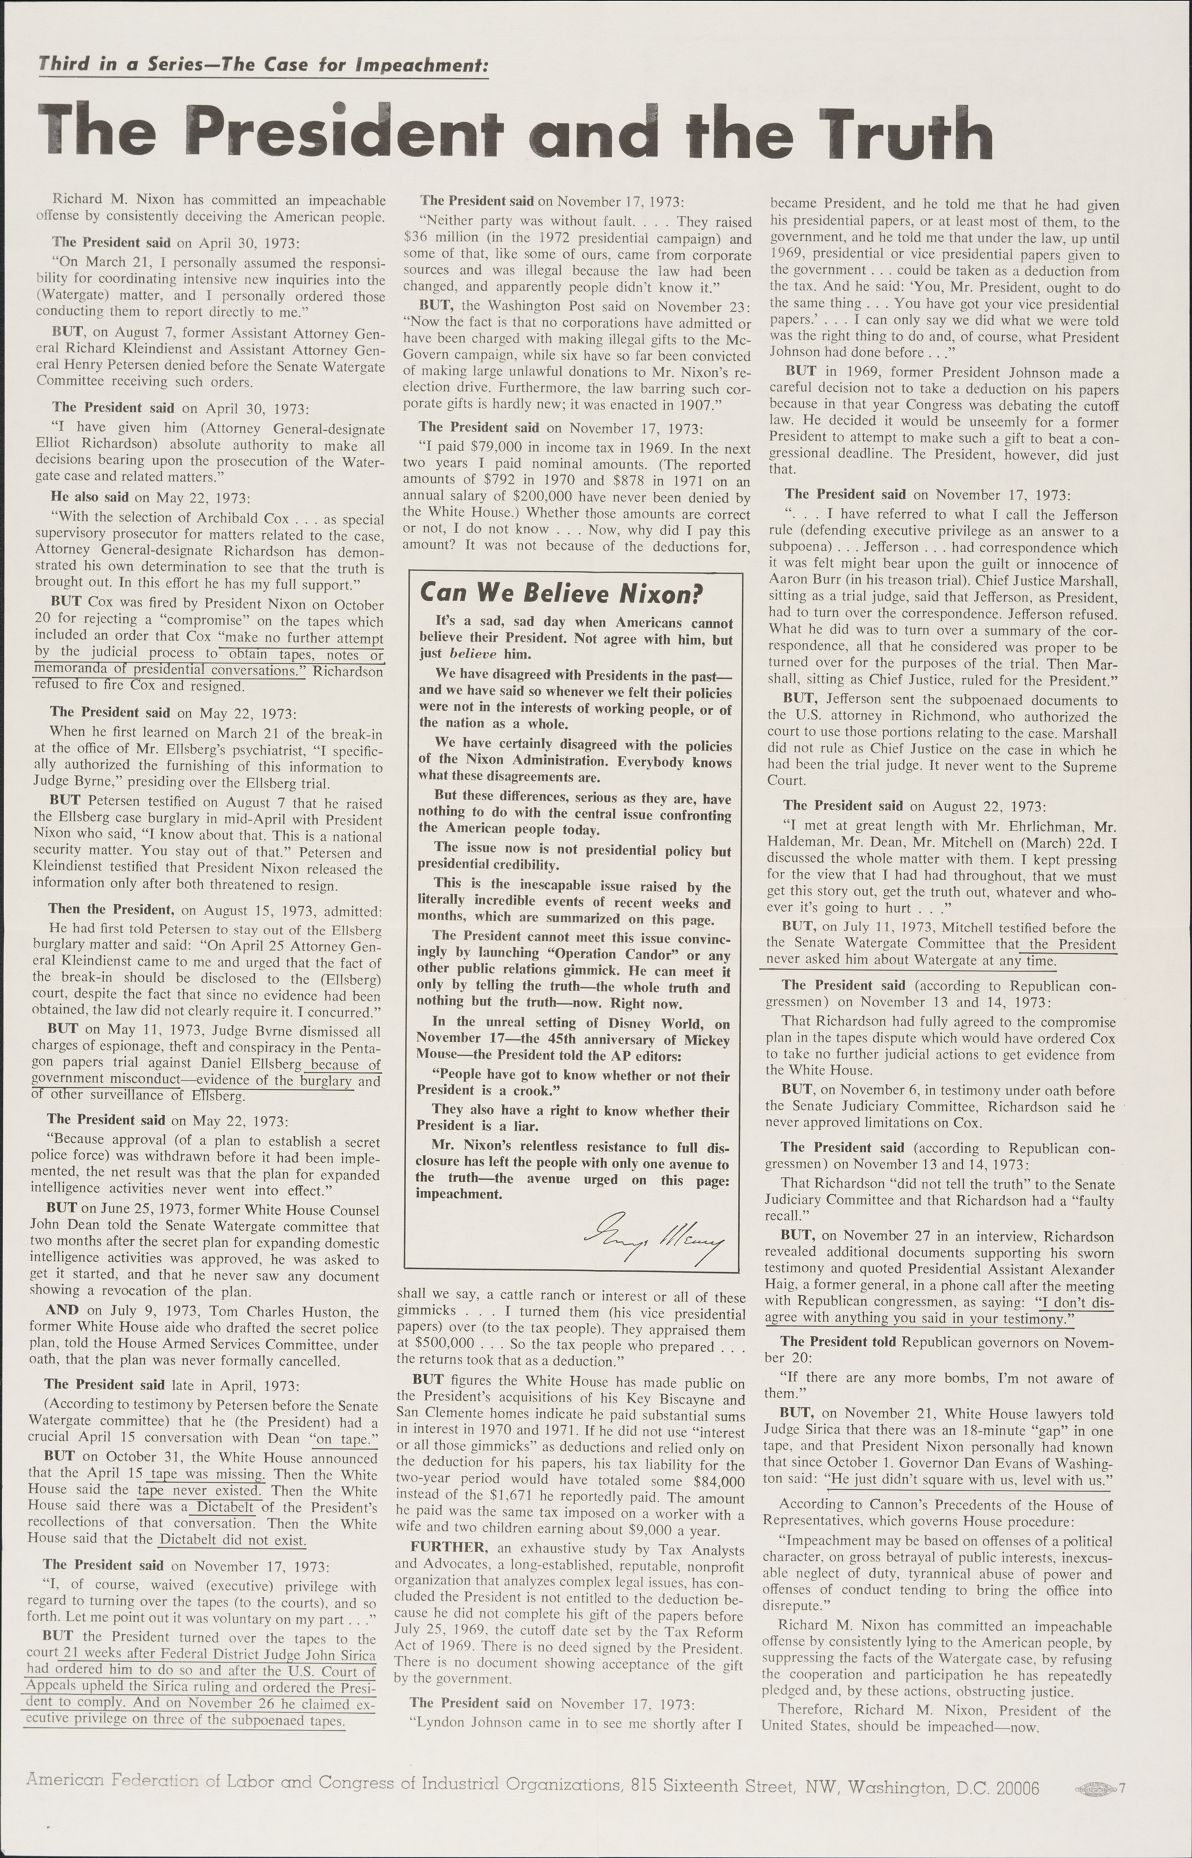 Third in a Series—The Case for Impeachment:
The President and the Truth
Richard M. Nixon has committed an impeachable
offense by consistently deceiving the American people.
The President said on April 30, 1973:
“On March 21, I personally assumed the responsi-
bility for coordinating intensive new inquiries into the
(Watergate) matter, and I personally ordered those
conducting them to report directly to me.”
BUT, on August 7, former Assistant Attorney Gen-
eral Richard Kleindienst and Assistant Attorney Gen-
eral Henry Petersen denied before the Senate Watergate
Committee receiving such orders.
The President said on April 30, 1973:
“I have given him (Attorney General-designate
Elliot Richardson) absolute authority to make all
decisions bearing upon the prosecution of the Water-
gate case and related matters.”
He also said on May 22, 1973:
“With the selection of Archibald Cox . . . as special
supervisory prosecutor for matters related to the case,
Attorney General-designate Richardson has demon-
strated his own determination to see that the truth is
brought out. In this effort he has my full support.”
BUT Cox was fired by President Nixon on October
20 for rejecting a “compromise” on the tapes which
included an order that Cox “make no further attempt
by the judicial process to obtain tapes, notes or
memoranda of presidential conversations.” Richardson
refused to fire Cox and resigned.
The President said on May 22, 1973:
When he first learned on March 21 of the break-in
at the office of Mr. Ellsberg’s psychiatrist, “I specific-
ally authorized the furnishing of this information to
Judge Byrne,” presiding over the Ellsberg trial.
BUT Petersen testified on August 7 that he raised
the Ellsberg case burglary in mid-April with President
Nixon who said, “I know about that. This is a national
security matter. You stay out of that.” Petersen and
Kleindienst testified that President Nixon released the
information only after both threatened to resign.
Then the President, on August 15, 1973, admitted:
He had first told Petersen to stay out of the Ellsberg
burglary matter and said: “On April 25 Attorney Gen-
eral Kleindienst came to me and urged that the fact of
the break-in should be disclosed to the (Ellsberg)
court, despite the fact that since no evidence had been
obtained, the law did not clearly require it. I concurred.”
BUT on May 11, 1973, Judge Byrne dismissed all
charges of espionage, theft and conspiracy in the Penta-
gon papers trial against Daniel Ellsberg because of
government misconduct—evidence of the burglary and
of other surveillance of Ellsberg.
The President said on May 22, 1973:
“Because approval (of a plan to establish a secret
police force) was withdrawn before it had been imple-
mented, the net result was that the plan for expanded
intelligence activities never went into effect.”
BUT on June 25, 1973, former White House Counsel
John Dean told the Senate Watergate committee that
two months after the secret plan for expanding domestic
intelligence activities was approved, he was asked to
get it started, and that he never saw any document
showing a revocation of the plan.
AND on July 9, 1973, Tom Charles Huston, the
former White House aide who drafted the secret police
plan, told the House Armed Services Committee, under
oath, that the plan was never formally cancelled.
The President said late in April, 1973:
(According to testimony by Petersen before the Senate
Watergate committee) that he (the President) had a
crucial April 15 conversation with Dean “on tape.”
BUT on October 31, the White House announced
that the April 15 tape was missing. Then the White
House said the tape never existed. Then the White
House said there was a Dictabelt of the President’s
recollections of that conversation. Then the White
House said that the Dictabelt did not exist.
The President said on November 17, 1973:
“I, of course, waived (executive) privilege with
regard to turning over the tapes (to the courts), and so
forth. Let me point out it was voluntary on my part . . .”
BUT the President turned over the tapes to the
court 21 weeks after Federal District Judge John Sirica
had ordered him to do so and after the U.S. Court of
Appeals upheld the Sirica ruling and ordered the Presi-
dent to comply. And on November 26 he claimed ex-
ecutive privilege on three of the subpoenaed tapes.
The President said on November 17, 1973:
“Neither party was without fault. . . . They raised
$36 million (in the 1972 presidential campaign) and
some of that, like some of ours, came from corporate
sources and was illegal because the law had been
changed, and apparently people didn’t know it.”
BUT, the Washington Post said on November 23:
“Now the fact is that no corporations have admitted or
have been charged with making illegal gifts to the Mc-
Govern campaign, while six have so far been convicted
of making large unlawful donations to Mr. Nixon’s re-
election drive. Furthermore, the law barring such cor-
porate gifts is hardly new; it was enacted in 1907.”
The President said on November 17, 1973:
“I paid $79,000 in income tax in 1969. In the next
two years I paid nominal amounts. (The reported
amounts of $792 in 1970 and $878 in 1971 on an
annual salary of $200,000 have never been denied by
the White House.) Whether those amounts are correct
or not, I do not know . . . Now, why did I pay this
amount? It was not because of the deductions for,
Can We Believe Nixon?
It’s a sad, sad day when Americans cannot
believe their President. Not agree with him, but
just believe him.
We have disagreed with Presidents in the past—
and we have said so whenever we felt their policies
were not in the interests of working people, or of
the nation as a whole.
We have certainly disagreed with the policies
of the Nixon Administration. Everybody knows
what these disagreements are.
But these differences, serious as they are, have
nothing to do with the central issue confronting
the American people today.
The issue now is not presidential policy but
presidential credibility.
This is the inescapable issue raised by the
literally incredible events of recent weeks and
months, which are summarized on this page.
The President cannot meet this issue convinc-
ingly by launching “Operation Candor” or any
other public relations gimmick. He can meet it
only by telling the truth—the whole truth and
nothing but the truth—now. Right now.
In the unreal setting of Disney World, on
November 17—the 45th anniversary of Mickey
Mouse—the President told the AP editors:
“People have got to know whether or not their
President is a crook.”
They also have a right to know whether their
President is a liar.
Mr. Nixon’s relentless resistance to full dis-
closure has left the people with only one avenue to
the truth—the avenue urged on this page:
impeachment.
George Meany
shall we say, a cattle ranch or interest or all of these
gimmicks . . . I turned them (his vice presidential
papers) over (to the tax people). They appraised them
at $500,000 . . . So the tax people who prepared . . .
the returns took that as a deduction.”
BUT figures the White House has made public on
the President’s acquisitions of his Key Biscayne and
San Clemente homes indicate he paid substantial sums
in interest in 1970 and 1971. If he did not use “interest
or all those gimmicks” as deductions and relied only on
the deduction for his papers, his tax liability for the
two-year period would have totaled some $84,000
instead of the $1,671 he reportedly paid. The amount
he paid was the same tax imposed on a worker with a
wife and two children earning about $9,000 a year.
FURTHER, an exhaustive study by Tax Analysts
and Advocates, a long-established, reputable, nonprofit
organization that analyzes complex legal issues, has con-
cluded the President is not entitled to the deduction be-
cause he did not complete his gift of the papers before
July 25, 1969, the cutoff date set by the Tax Reform
Act of 1969. There is no deed signed by the President.
There is no document showing acceptance of the gift
by the government.
The President said on November 17, 1973:
“Lyndon Johnson came in to see me shortly after I
became President, and he told me that he had given
his presidential papers, or at least most of them, to the
government, and he told me that under the law, up until
1969, presidential or vice presidential papers given to
the government . . . could be taken as a deduction from
the tax. And he said: ‘You, Mr. President, ought to do
the same thing . . . You have got your vice presidential
papers.’ . . . I can only say we did what we were told
was the right thing to do and, of course, what President
Johnson had done before . . .”
BUT in 1969, former President Johnson made a
careful decision not to take a deduction on his papers
because in that year Congress was debating the cutoff
law. He decided it would be unseemly for a former
President to attempt to make such a gift to beat a con-
gressional deadline. The President, however, did just
that.
The President said on November 17, 1973:
“. . . I have referred to what I call the Jefferson
rule (defending executive privilege as an answer to a
subpoena) . . . Jefferson . . . had correspondence which
it was felt might bear upon the guilt or innocence of
Aaron Burr (in his treason trial). Chief Justice Marshall,
sitting as a trial judge, said that Jefferson, as President,
had to turn over the correspondence. Jefferson refused.
What he did was to turn over a summary of the cor-
respondence, all that he considered was proper to be
turned over for the purposes of the trial. Then Mar-
shall, sitting as Chief Justice, ruled for the President.”
BUT, Jefferson sent the subpoenaed documents to
the U.S. attorney in Richmond, who authorized the
court to use those portions relating to the case. Marshall
did not rule as Chief Justice on the case in which he
had been the trial judge. It never went to the Supreme
Court.
The President said on August 22, 1973:
“I met at great length with Mr. Ehrlichman, Mr.
Haldeman, Mr. Dean, Mr. Mitchell on (March) 22d. I
discussed the whole matter with them. I kept pressing
for the view that I had had throughout, that we must
get this story out, get the truth out, whatever and who-
ever it’s going to hurt . . .”
BUT, on July 11, 1973, Mitchell testified before the
the Senate Watergate Committee that the President
never asked him about Watergate at any time.
The President said (according to Republican con-
gressmen) on November 13 and 14, 1973:
That Richardson had fully agreed to the compromise
plan in the tapes dispute which would have ordered Cox
to take no further judicial actions to get evidence from
the White House.
BUT, on November 6, in testimony under oath before
the Senate Judiciary Committee, Richardson said he
never approved limitations on Cox.
The President said (according to Republican con-
gressmen) on November 13 and 14, 1973:
That Richardson “did not tell the truth” to the Senate
Judiciary Committee and that Richardson had a “faulty
recall.”
BUT, on November 27 in an interview, Richardson
revealed additional documents supporting his sworn
testimony and quoted Presidential Assistant Alexander
Haig, a former general, in a phone call after the meeting
with Republican congressmen, as saying: “I don’t dis-
agree with anything you said in your testimony.”
The President told Republican governors on Novem-
ber 20:
“If there are any more bombs, I’m not aware of
them.”
BUT, on November 21, White House lawyers told
Judge Sirica that there was an 18-minute “gap” in one
tape, and that President Nixon personally had known
that since October 1. Governor Dan Evans of Washing-
ton said: “He just didn’t square with us, level with us.”
According to Cannon’s Precedents of the House of
Representatives, which governs House procedure:
“Impeachment may be based on offenses of a political
character, on gross betrayal of public interests, inexcus-
able neglect of duty, tyrannical abuse of power and
offenses of conduct tending to bring the office into
disrepute.”
Richard M. Nixon has committed an impeachable
offense by consistently lying to the American people, by
suppressing the facts of the Watergate case, by refusing
the cooperation and participation he has repeatedly
pledged and, by these actions, obstructing justice.
Therefore, Richard M. Nixon, President of the
United States, should be impeached—now.
American Federation of Labor and Congress of Industrial Organizations, 815 Sixteenth Street, NW, Washington, D.C. 20006
7